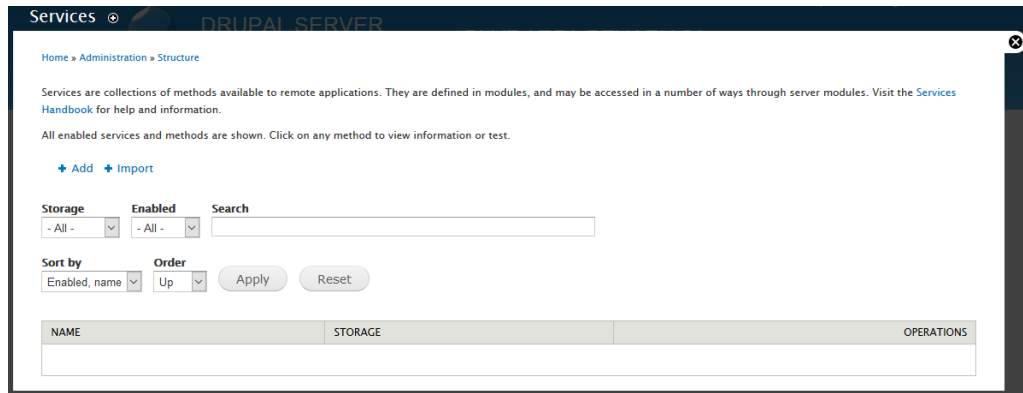 Services
DRUPAL SERVER
Home » Administration » Structure
Services are collections of methods available to remote applications. They are defined in modules, and may be accessed in a number of ways through server modules. Visit the Services
Handbook for help and information.
All enabled services and methods are shown. Click on any method to view information or test.
+ Add + Import
Storage Enabled Search
- All - - All -
Sort by Order
Enabled, name Up Apply Reset
NAME STORAGE OPERATIONS